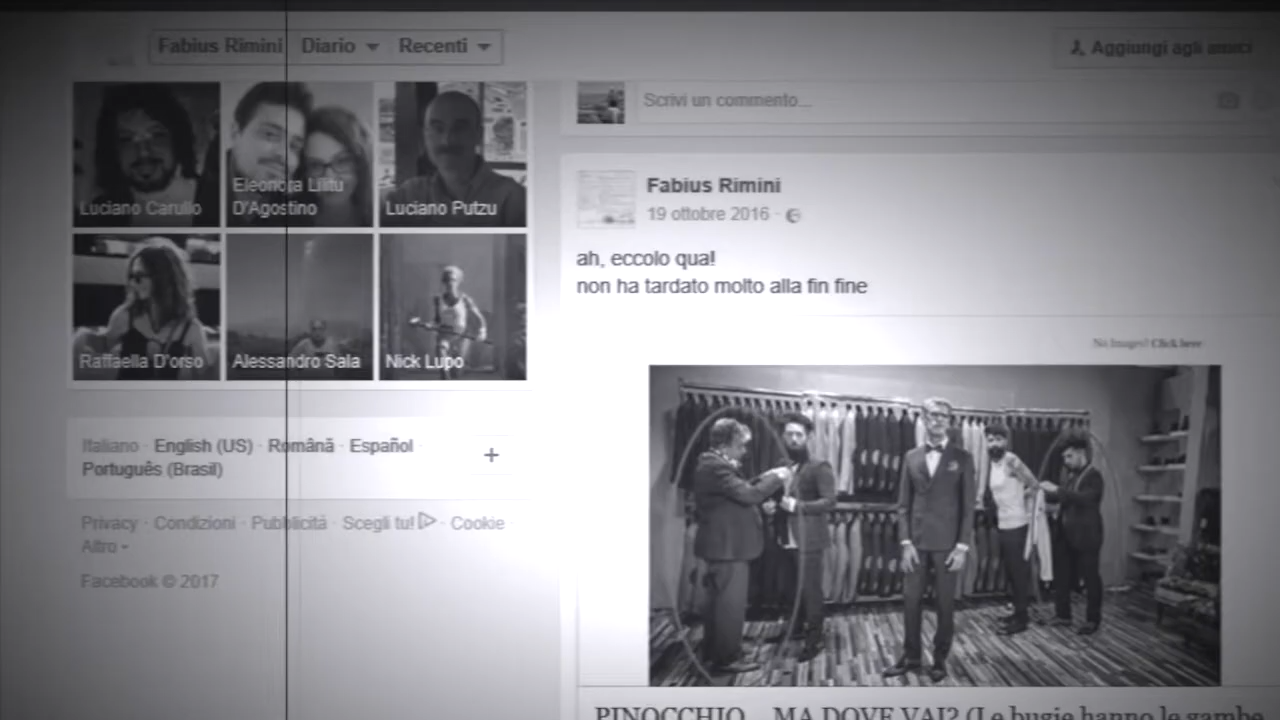 Fabius Rimini Diario Recenti
Aggiungi agli amici
Luciano Carullo
Eleonora Lilitu
D'Agostino
Luciano Putzu
Raffaella D'orso
Alessandro Sala
Nick Lupo
Italiano · English (US) · Română · Español
Português (Brasil)
+
Privacy · Condizioni · Pubblicità · Scegli tu! · Cookie
Altro
Facebook © 2017
Scrivi un commento...
Fabius Rimini
19 ottobre 2016
ah, eccolo qua!
non ha tardato molto alla fin fine
No Images? Click here
PINOCCHIO... MA DOVE VAI? (Le bugie hanno le gambe